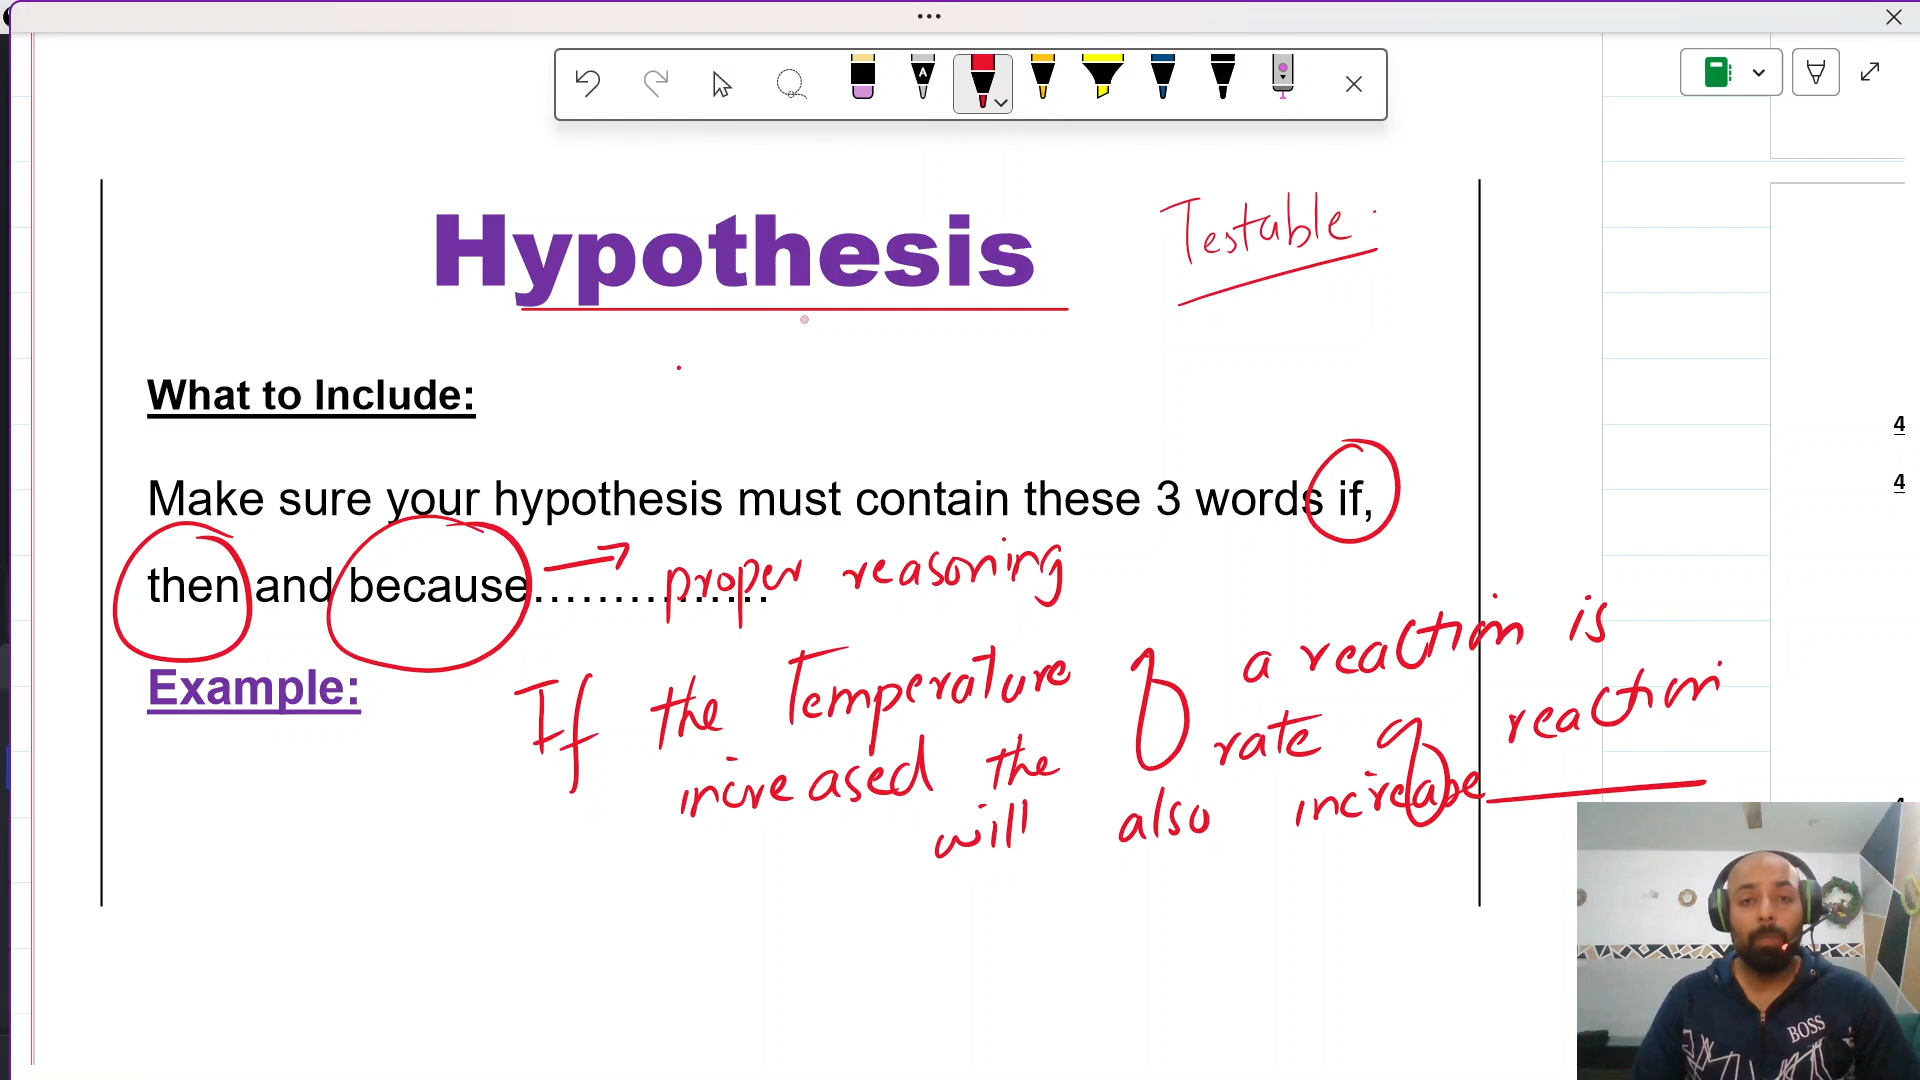 A
Hypothesis
Testable
What to Include:
Make sure your hypothesis must contain these 3 words if,
then and because...............
proper reasoning
Example:
If the Temperature of a reaction is
increased the rate of reaction
will also increase
4
4
BOSS